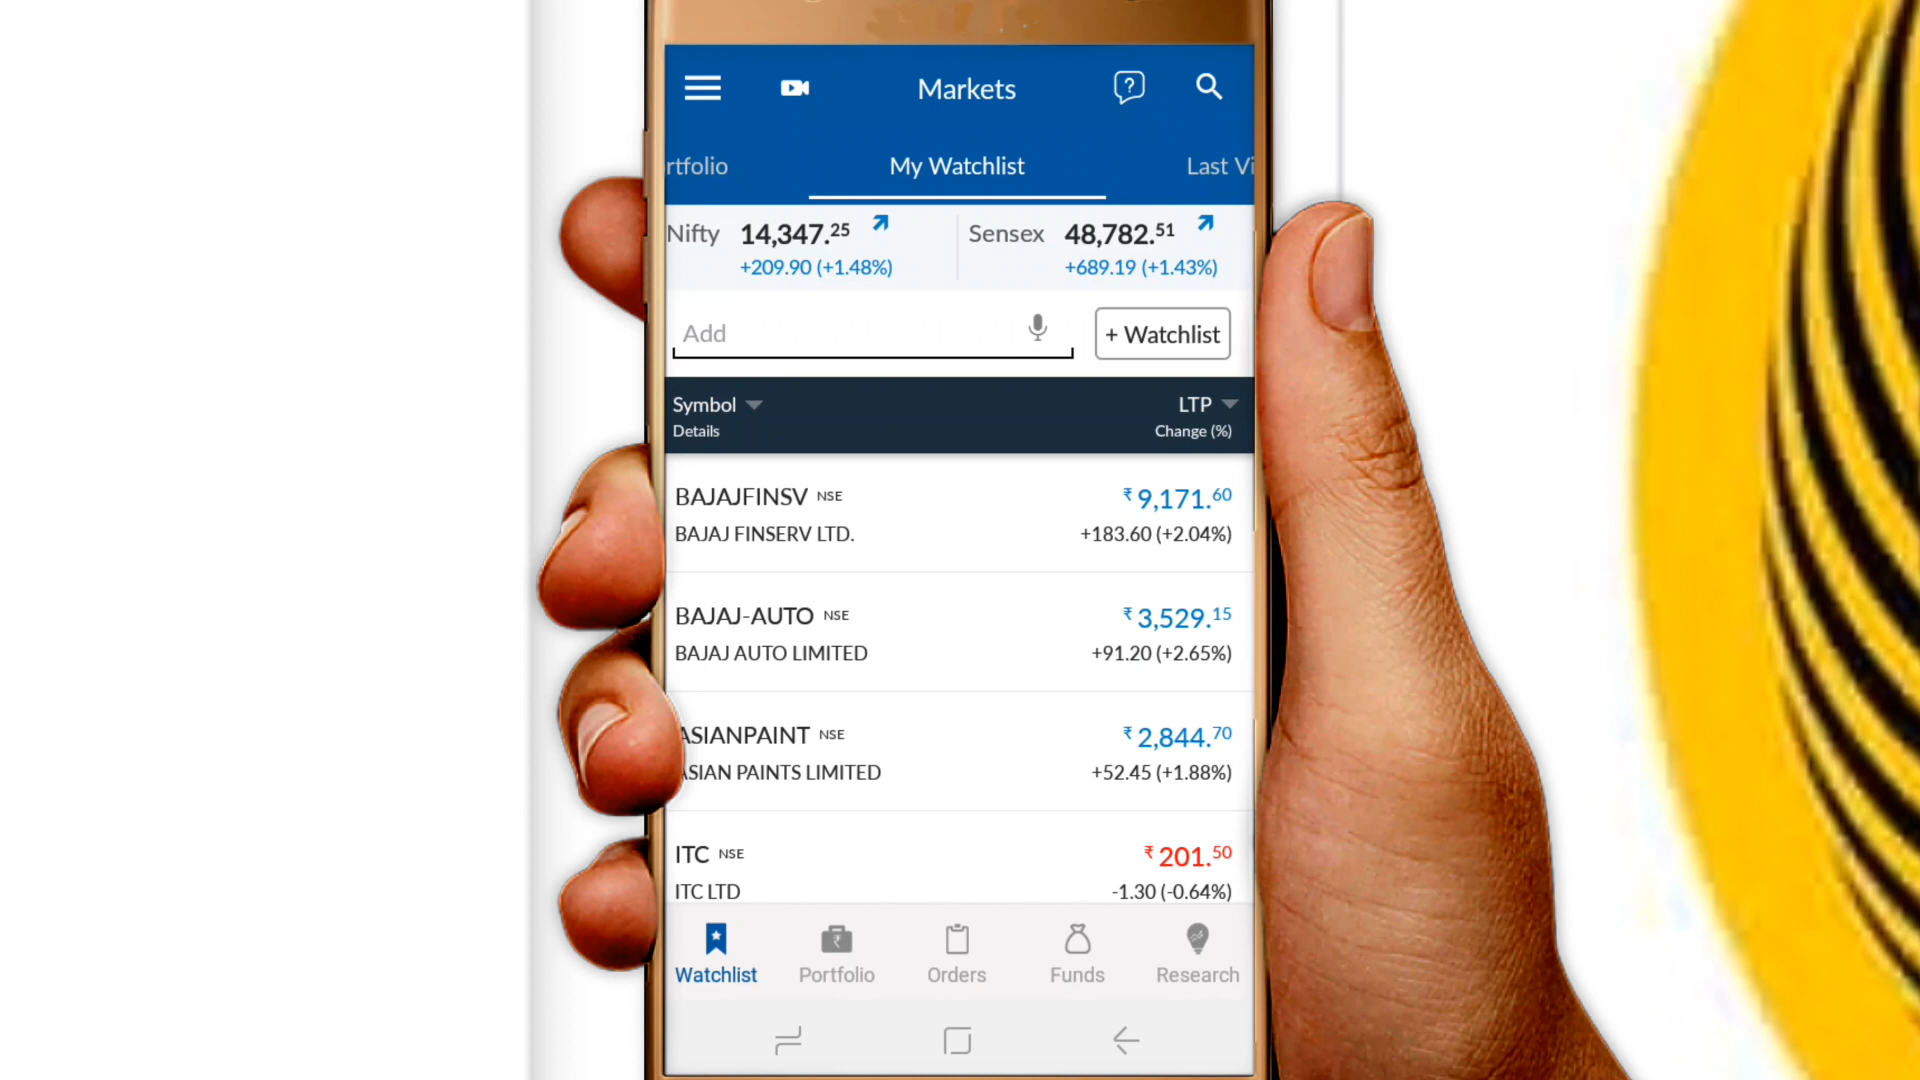 Markets
rtfolio My Watchlist Last Vi
Nifty 14,347.25 Sensex 48,782.51
+209.90 (+1.48%) +689.19 (+1.43%)
Add + Watchlist
Symbol LTP
Details Change (%)
BAJAJFINSV NSE ₹ 9,171.60
BAJAJ FINSERV LTD. +183.60 (+2.04%)
BAJAJ-AUTO NSE ₹ 3,529.15
BAJAJ AUTO LIMITED +91.20 (+2.65%)
ASIANPAINT NSE ₹ 2,844.70
ASIAN PAINTS LIMITED +52.45 (+1.88%)
ITC NSE ₹ 201.50
ITC LTD -1.30 (-0.64%)
Watchlist Portfolio Orders Funds Research